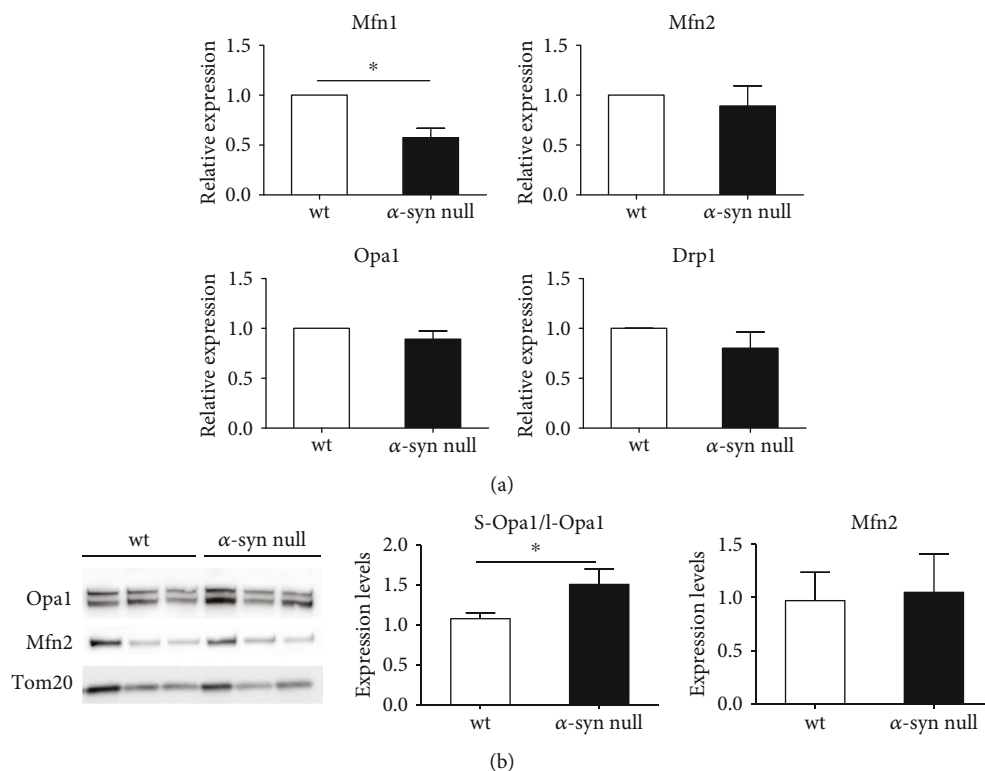 Mfn1
Relative expression
1.5
1.0
0.5
0.0
*
wt
α-syn null
Mfn2
Relative expression
1.5
1.0
0.5
0.0
wt
α-syn null
Opa1
Relative expression
1.5
1.0
0.5
0.0
wt
α-syn null
Drp1
Relative expression
1.5
1.0
0.5
0.0
wt
α-syn null
(a)
wt
α-syn null
Opa1
Mfn2
Tom20
S-Opa1/l-Opa1
Expression levels
2.0
1.5
1.0
0.5
0.0
*
wt
α-syn null
Mfn2
Expression levels
1.5
1.0
0.5
0.0
wt
α-syn null
(b)